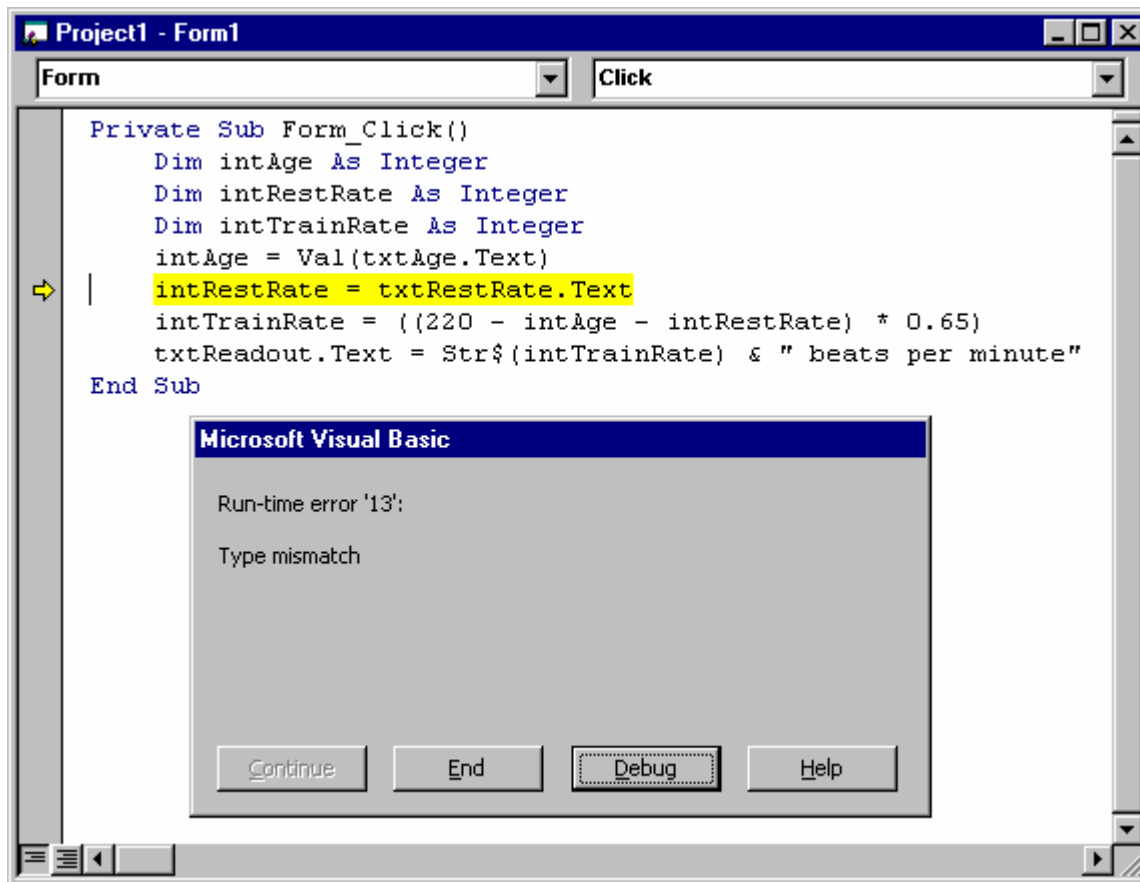 Project1 - Form1
Form Click
Private Sub Form_Click()
Dim intAge As Integer
Dim intRestRate As Integer
Dim intTrainRate As Integer
intAge = Val(txtAge.Text)
intRestRate = txtRestRate.Text
intTrainRate = ((220 - intAge - intRestRate) * 0.65)
txtReadout.Text = Str$(intTrainRate) & " beats per minute"
End Sub
Microsoft Visual Basic
Run-time error '13':
Type mismatch
Continue End Debug Help